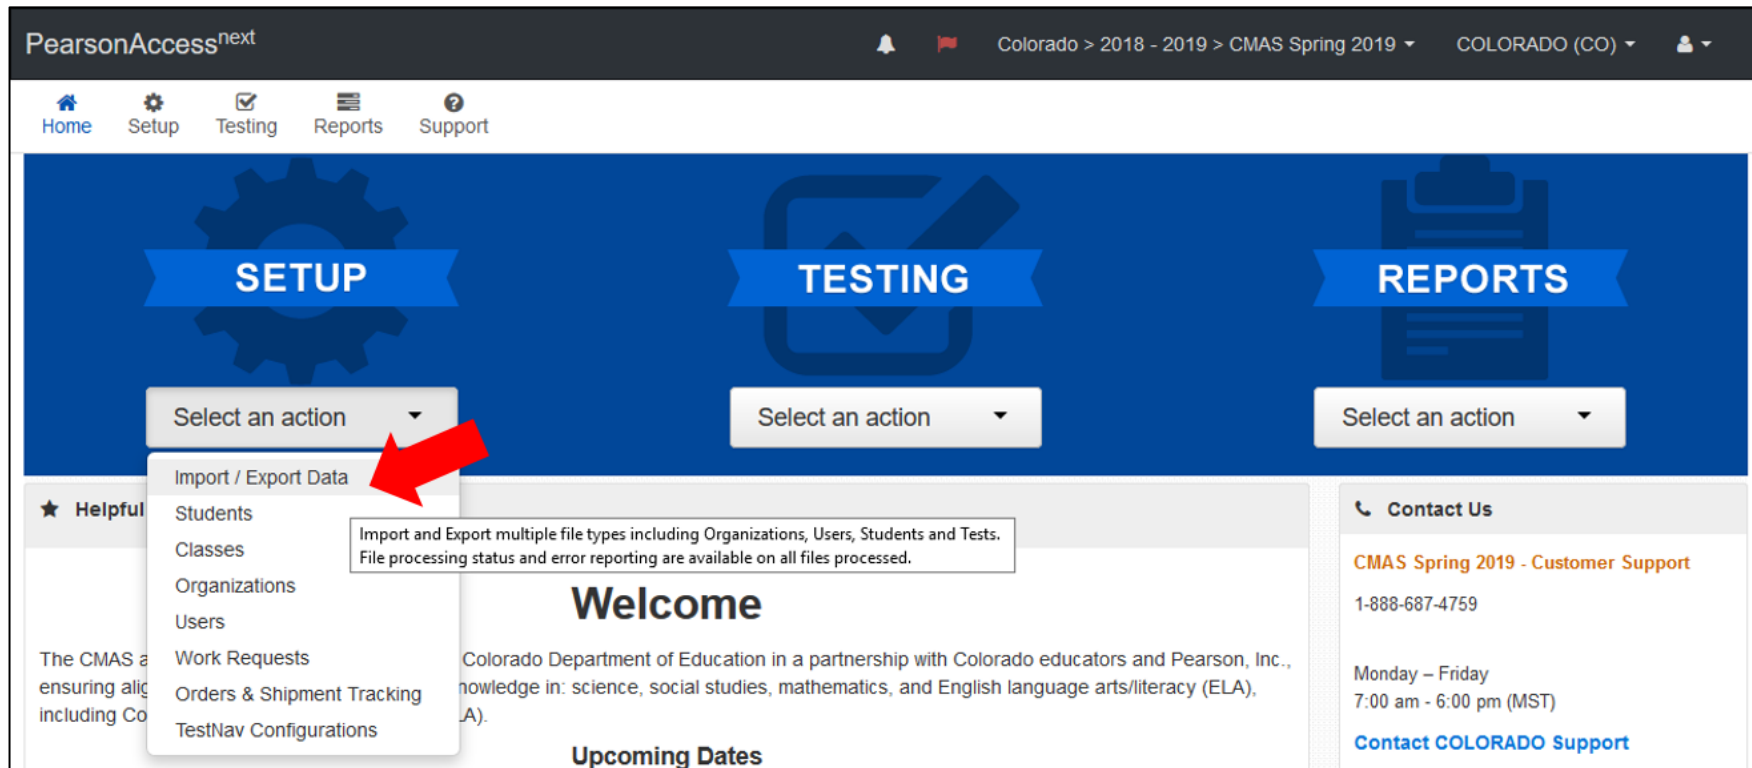 PearsonAccessnext
Colorado > 2018 - 2019 > CMAS Spring 2019
COLORADO (CO)
Home
Setup
Testing
Reports
Support
SETUP
TESTING
REPORTS
Select an action
Select an action
Select an action
Import / Export Data
Students
Classes
Organizations
Users
Work Requests
Orders & Shipment Tracking
TestNav Configurations
Import and Export multiple file types including Organizations, Users, Students and Tests.
File processing status and error reporting are available on all files processed.
Helpful
Welcome
The CMAS a
Colorado Department of Education in a partnership with Colorado educators and Pearson, Inc.,
ensuring alig
nowledge in: science, social studies, mathematics, and English language arts/literacy (ELA),
including Co
A).
Upcoming Dates
Contact Us
CMAS Spring 2019 - Customer Support
1-888-687-4759
Monday – Friday
7:00 am - 6:00 pm (MST)
Contact COLORADO Support